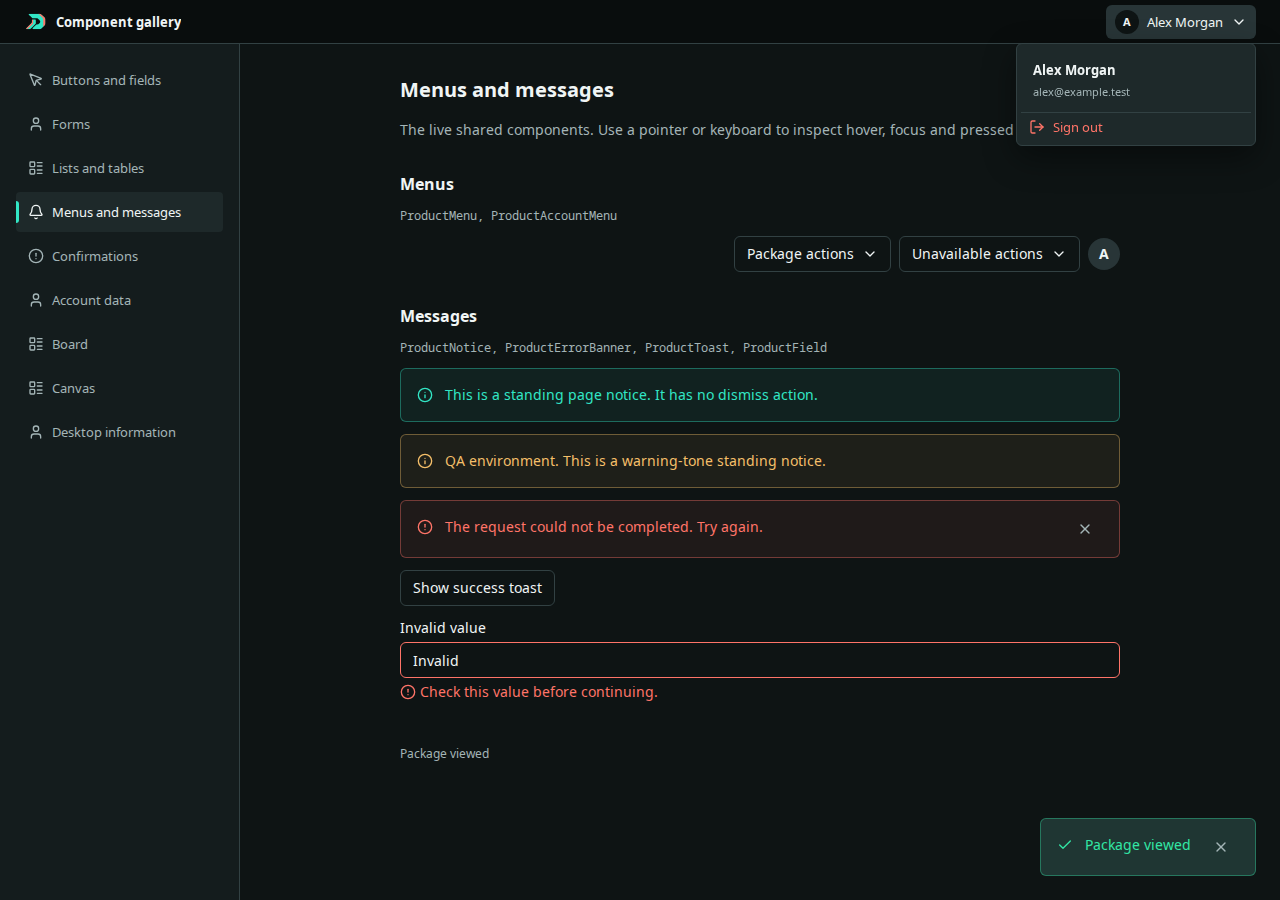 Component gallery
A Alex Morgan
Alex Morgan
alex@example.test
Sign out
Buttons and fields
Forms
Lists and tables
Menus and messages
Confirmations
Account data
Board
Canvas
Desktop information
Menus and messages
The live shared components. Use a pointer or keyboard to inspect hover, focus and pressed
Menus
ProductMenu, ProductAccountMenu
Package actions Unavailable actions A
Messages
ProductNotice, ProductErrorBanner, ProductToast, ProductField
This is a standing page notice. It has no dismiss action.
QA environment. This is a warning-tone standing notice.
The request could not be completed. Try again.
Show success toast
Invalid value
Invalid
Check this value before continuing.
Package viewed
Package viewed